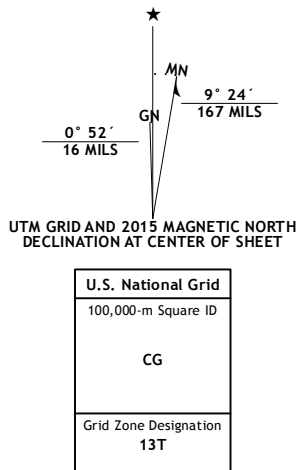 MN
GN
9° 24´
167 MILS
0° 52´
16 MILS
UTM GRID AND 2015 MAGNETIC NORTH
DECLINATION AT CENTER OF SHEET
U.S. National Grid
100,000-m Square ID
CG
Grid Zone Designation
13T